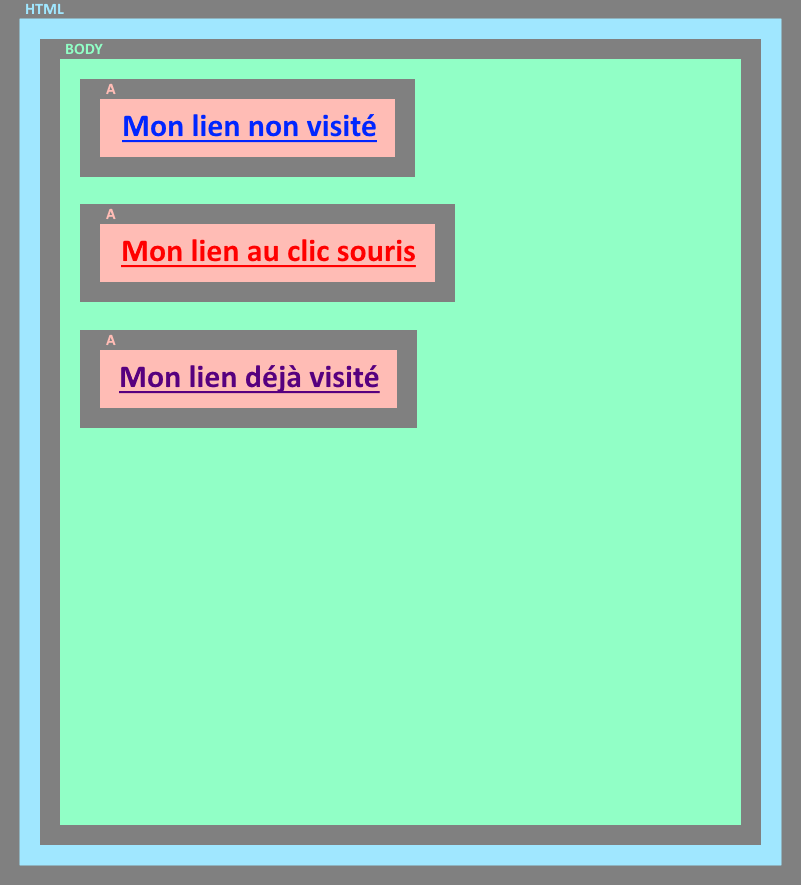 HTML
BODY
A
Mon lien non visité
A
Mon lien au clic souris
A
Mon lien déjà visité